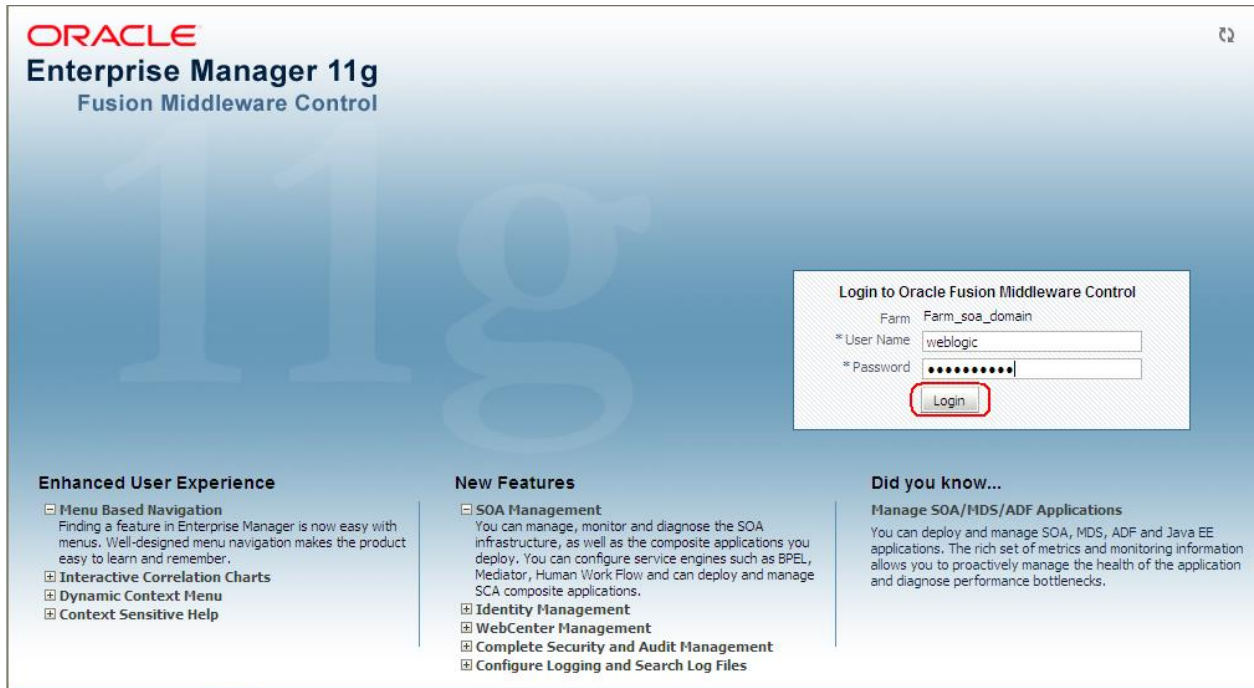 ORACLE
Enterprise Manager 11g
Fusion Middleware Control
11g
Login to Oracle Fusion Middleware Control
Farm Farm_soa_domain
* User Name weblogic
* Password ••••••••••
Login
Enhanced User Experience
Menu Based Navigation
Finding a feature in Enterprise Manager is now easy with
menus. Well-designed menu navigation makes the product
easy to learn and remember.
Interactive Correlation Charts
Dynamic Context Menu
Context Sensitive Help
New Features
SOA Management
You can manage, monitor and diagnose the SOA
infrastructure, as well as the composite applications you
deploy. You can configure service engines such as BPEL,
Mediator, Human Work Flow and can deploy and manage
SCA composite applications.
Identity Management
WebCenter Management
Complete Security and Audit Management
Configure Logging and Search Log Files
Did you know...
Manage SOA/MDS/ADF Applications
You can deploy and manage SOA, MDS, ADF and Java EE
applications. The rich set of metrics and monitoring information
allows you to proactively manage the health of the application
and diagnose performance bottlenecks.